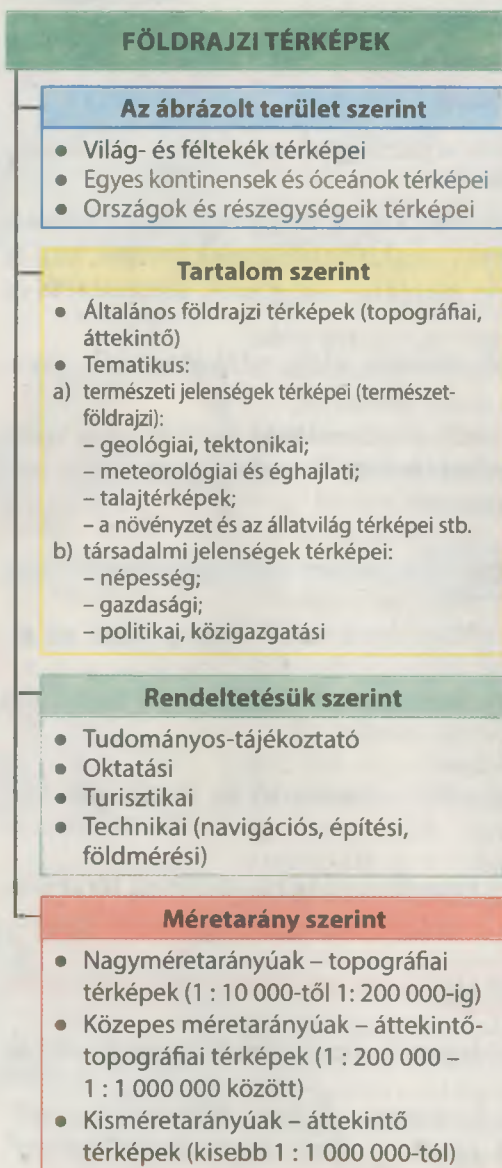 FÖLDRAJZI TÉRKÉPEK
Az ábrázolt terület szerint
• Világ- és féltekék térképei
• Egyes kontinensek és óceánok térképei
• Országok és részegységeik térképei
Tartalom szerint
• Általános földrajzi térképek (topográfiai,
áttekintő)
• Tematikus:
a) természeti jelenségek térképei (természet-
földrajzi):
– geológiai, tektonikai;
– meteorológiai és éghajlati;
– talajtérképek;
– a növényzet és az állatvilág térképei stb.
b) társadalmi jelenségek térképei:
– népesség;
– gazdasági;
– politikai, közigazgatási
Rendeltetésük szerint
• Tudományos-tájékoztató
• Oktatási
• Turisztikai
• Technikai (navigációs, építési,
földmérési)
Méretarány szerint
• Nagyméretarányúak – topográfiai
térképek (1 : 10 000-től 1: 200 000-ig)
• Közepes méretarányúak – áttekintő-
topográfiai térképek (1 : 200 000 –
1 : 1 000 000 között)
• Kisméretarányúak – áttekintő
térképek (kisebb 1 : 1 000 000-tól)